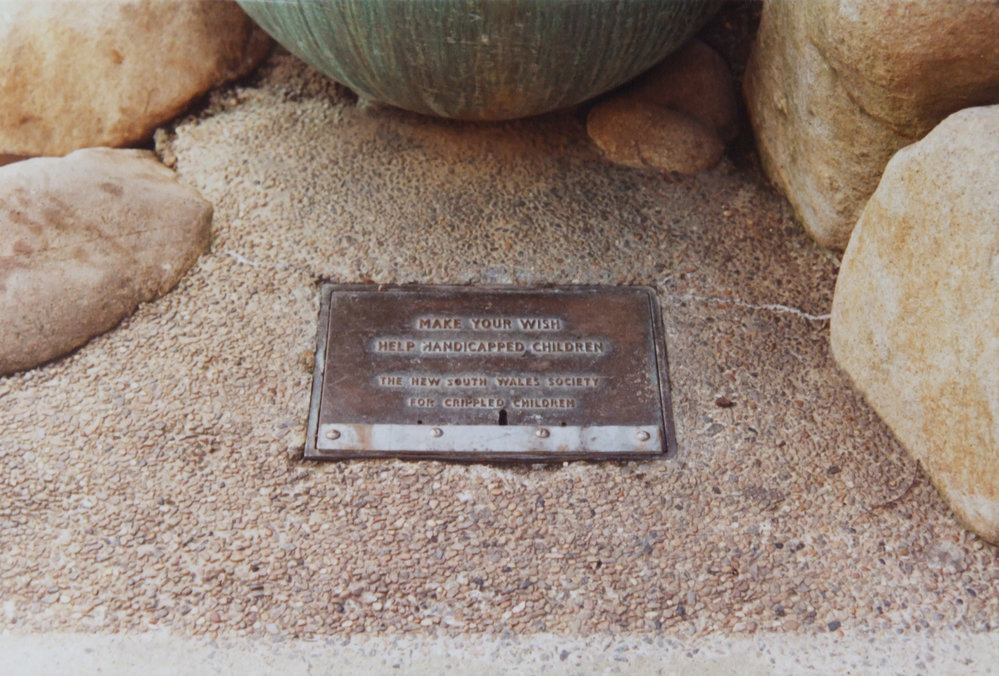 MAKE YOUR WISH
HELP HANDICAPPED CHILDREN
THE NEW SOUTH WALES SOCIETY
FOR CRIPPLED CHILDREN